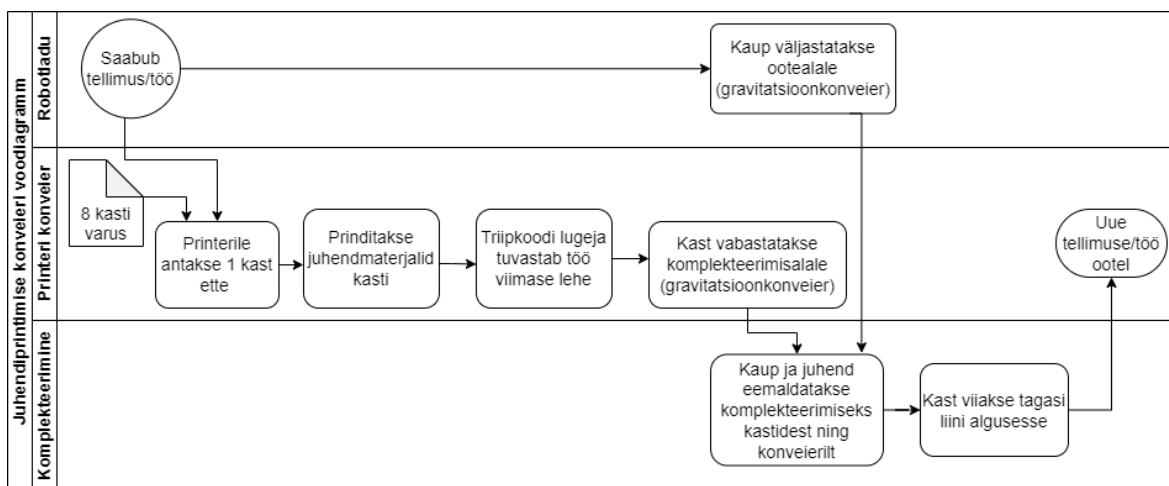 Juhendiprintimise konveieri voodiagramm
Robotladu
Saabub
tellimus/töö
Kaup väljastatakse
ootealale
(gravitatsioonkonveier)
Printeri konveier
8 kasti
varus
Printerile
antakse 1 kast
ette
Prinditakse
juhendmaterjalid
kasti
Triipkoodi lugeja
tuvastab töö
viimase lehe
Kast vabastatakse
komplekteerimisalale
(gravitatsioonkonveier)
Uue
tellimuse/töö
ootel
Komplekteerimine
Kaup ja juhend
eemaldatakse
komplekteerimiseks
kastidest ning
konveierilt
Kast viiakse tagasi
liini algusesse